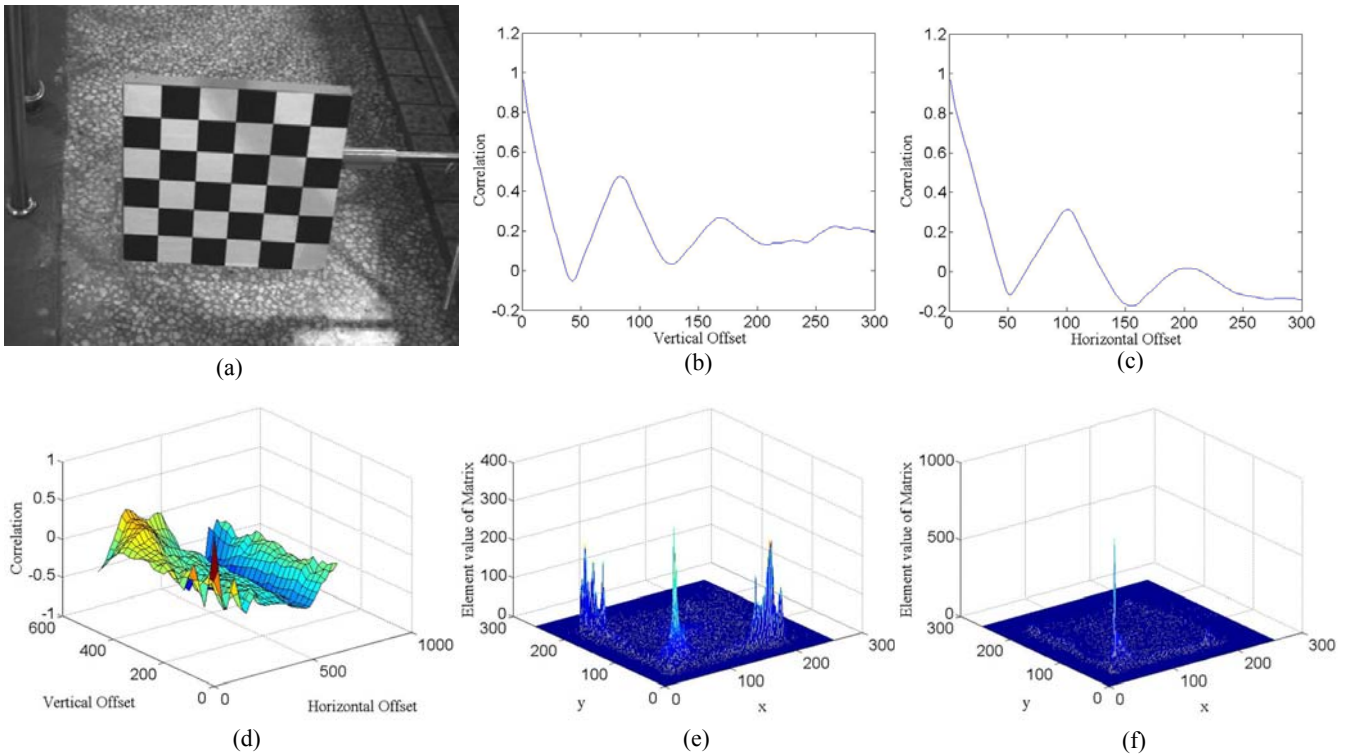 1.2
1
0.8
0.6
0.4
0.2
0
-0.2
Correlation
0 50 100 150 200 250 300
Vertical Offset
1.2
1
0.8
0.6
0.4
0.2
0
-0.2
Correlation
0 50 100 150 200 250 300
Horizontal Offset
(a)
(b)
(c)
1
0.5
0
-0.5
-1
Correlation
600
400
200
0
Vertical Offset
0
500
1000
Horizontal Offset
400
300
200
100
0
Element value of Matrix
300
200
100
0
y
0
100
200
300
x
1000
500
0
Element value of Matrix
300
200
100
0
y
0
100
200
300
x
(d)
(e)
(f)